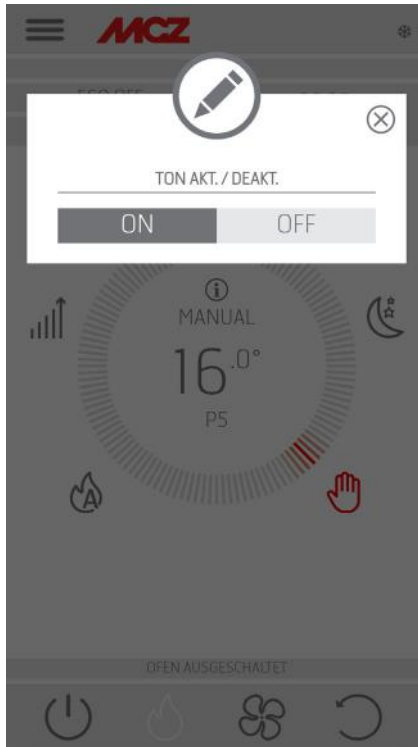 MCZ
TON AKT. / DEAKT.
ON OFF
MANUAL
16.0°
P5
A
OFEN AUSGESCHALTET